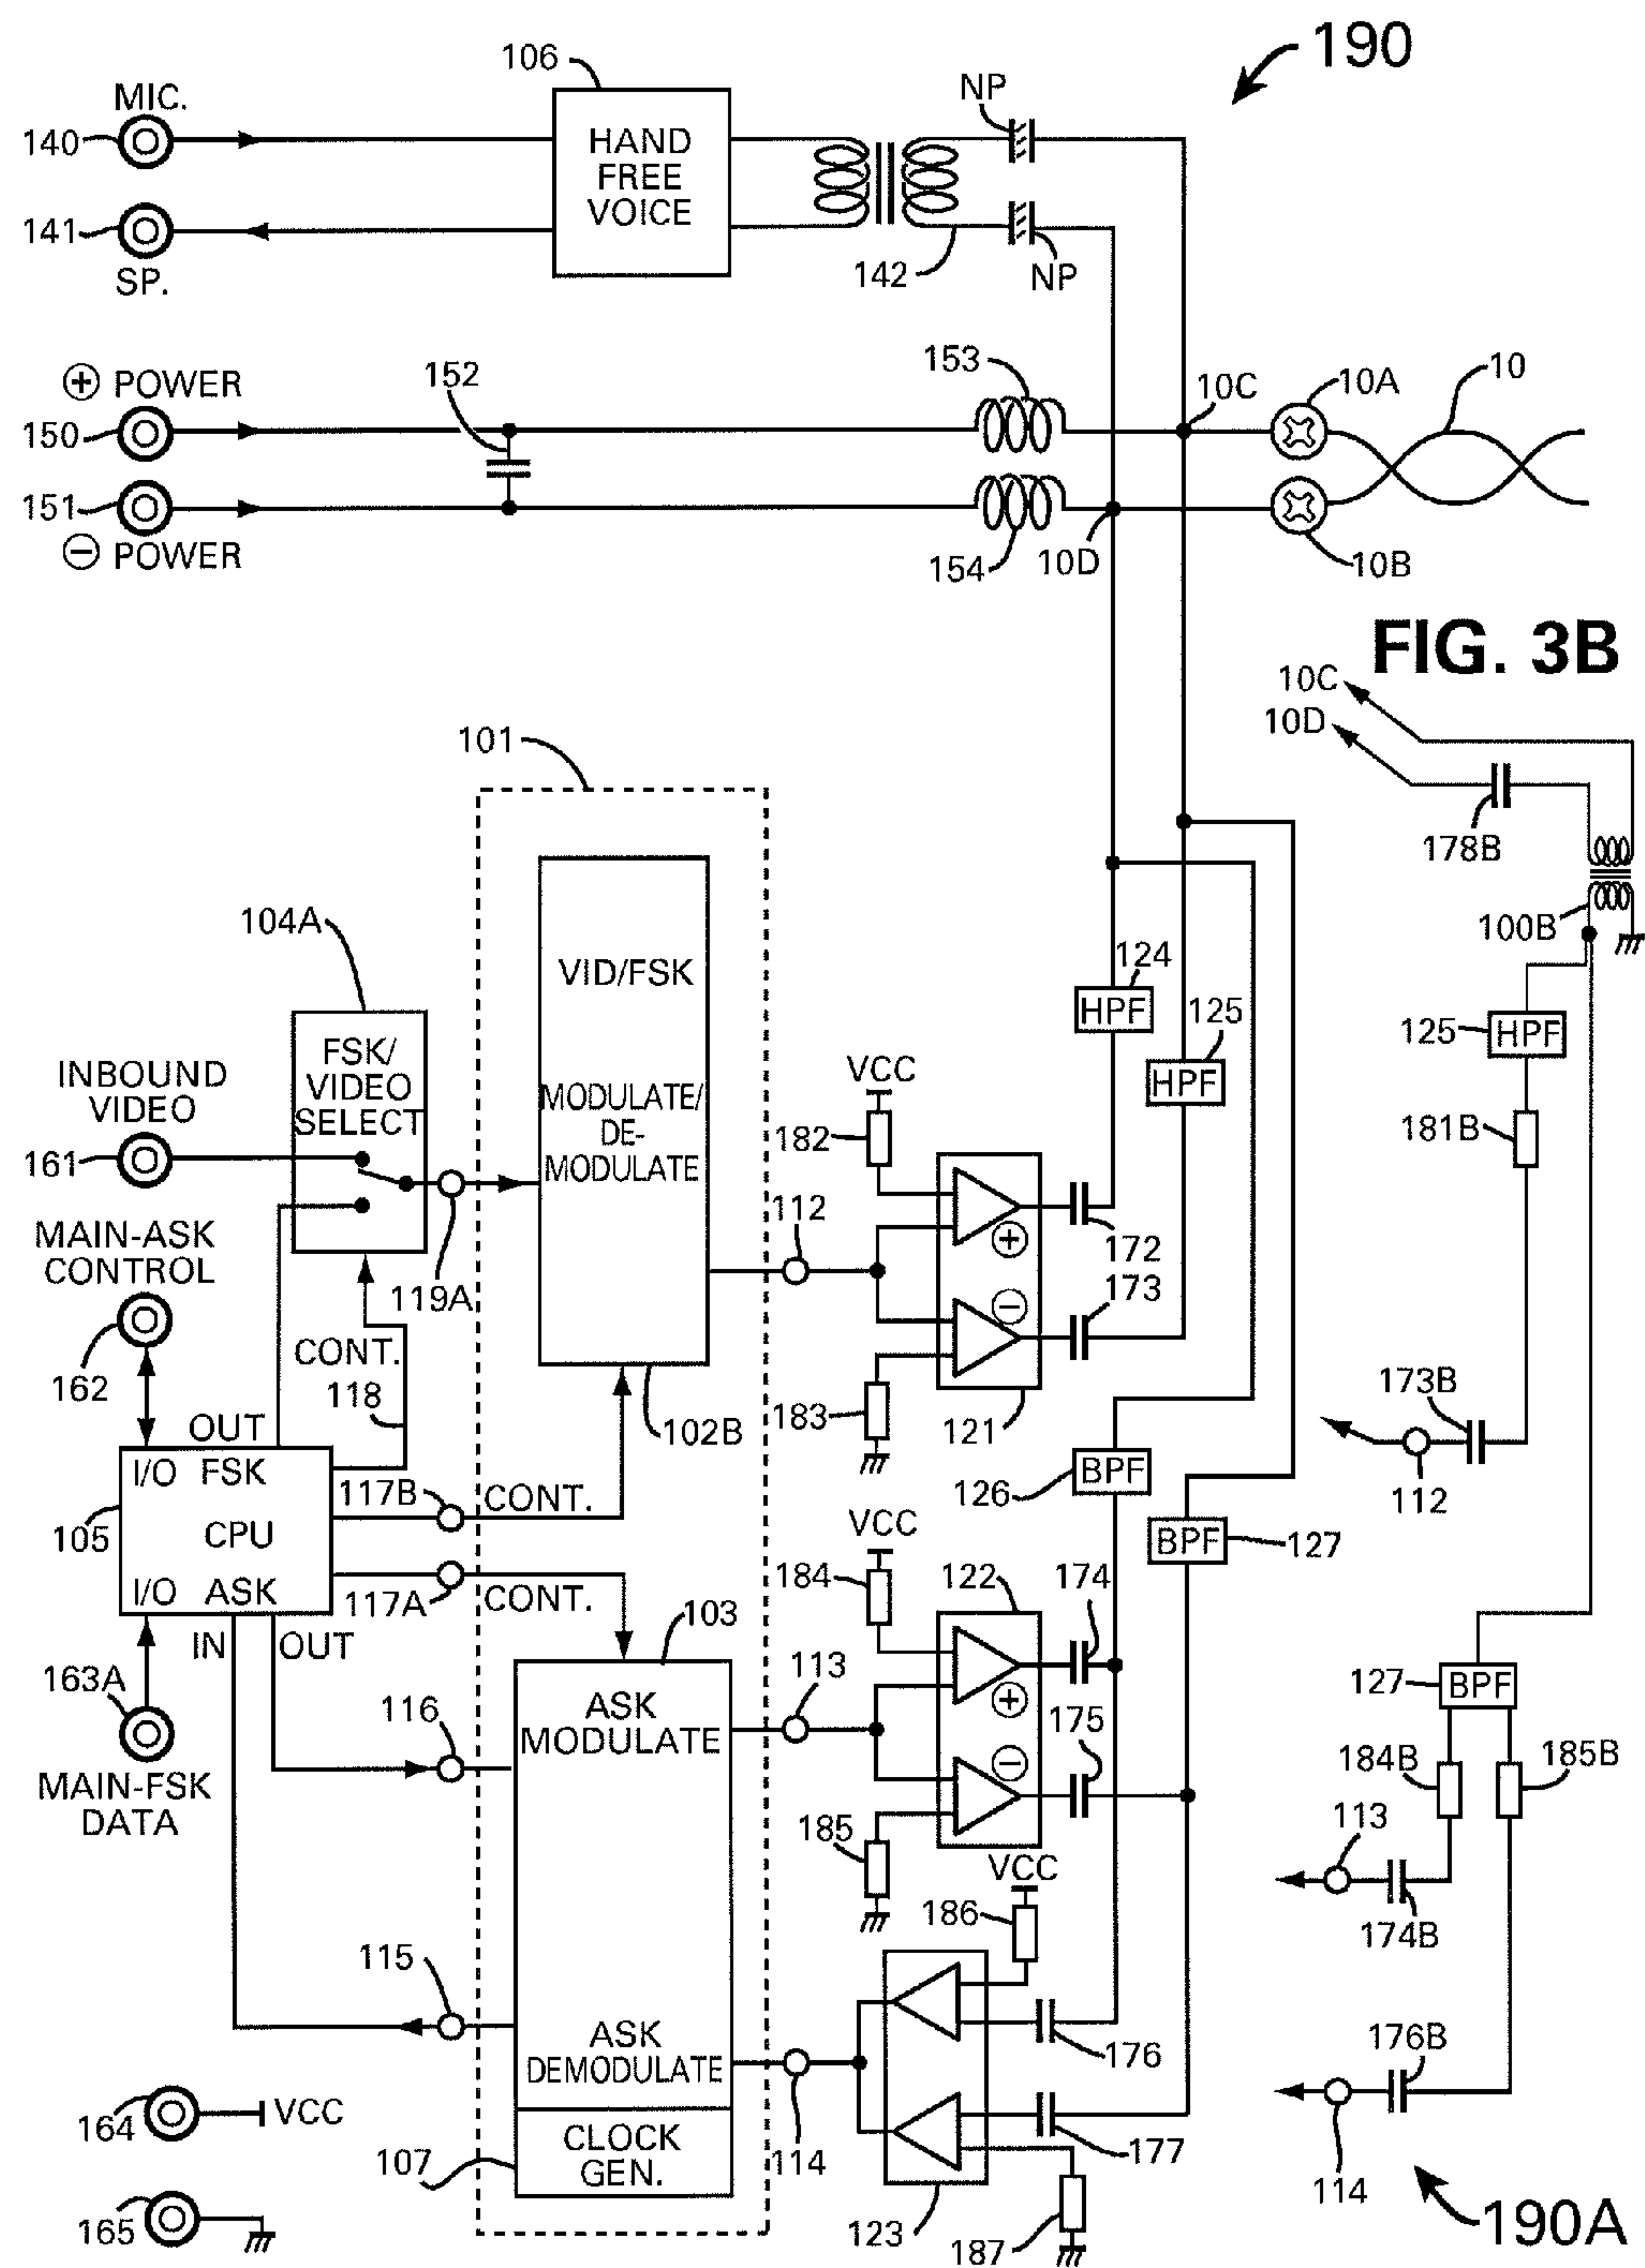 190
106
MIC.
140
HAND
FREE
VOICE
NP
141
SP.
142
NP
⊕ POWER
150
152
153
10C
10A
10
151
⊖ POWER
154
10D
10B
FIG. 3B
10C
10D
178B
100B
101
104A
VID/FSK
MODULATE/
DE-
MODULATE
124
HPF
125
HPF
125
HPF
181B
INBOUND
VIDEO
161
FSK/
VIDEO
SELECT
VCC
182
112
+
−
172
173
MAIN-ASK
CONTROL
162
119A
CONT.
118
102B
183
121
173B
112
OUT
I/O FSK
CPU
I/O ASK
105
117B
CONT.
117A
CONT.
126
BPF
BPF
127
VCC
184
122
174
IN
OUT
103
163A
MAIN-FSK
DATA
116
ASK
MODULATE
113
+
−
175
185
127
BPF
184B
185B
113
174B
VCC
186
115
ASK
DEMODULATE
176
176B
164
VCC
107
CLOCK
GEN.
114
177
114
165
123
187
190A